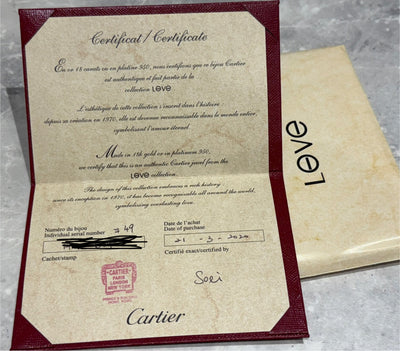 Certificat / Certificate
En or 18 carats ou en platine 950, nous certifions que ce bijou Cartier
est authentique et fait partie de la
collection LOVE
L'esthétique de cette collection s'inscrit dans l'histoire
depuis sa création en 1970, elle est devenue reconnaissable dans le monde entier,
symbolisant l'amour éternel.
Made in 18k gold or in platinum 950,
we certify that this is an authentic Cartier jewel from the
LOVE collection.
The design of this collection embraces a rich history
since its inception in 1970, it has become recognisable all around the world,
symbolising everlasting love.
Numéro du bijou
Individual serial number
49
Date de l'achat
Date of purchase
21 - 3 - 2020
Cachet/stamp
Certifié exact/certified by
CARTIER
PARIS
LONDON
NEW YORK
Cartier
LOVE